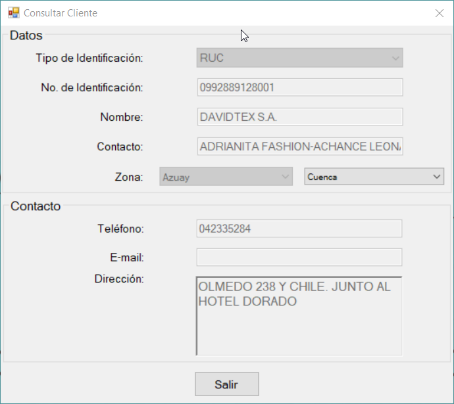 Consultar Cliente
Datos
Tipo de Identificación: RUC
No. de Identificación: 0992889128001
Nombre: DAVIDTEX S.A.
Contacto: ADRIANITA FASHION-ACHANCE LEON
Zona: Azuay Cuenca
Contacto
Teléfono: 042335284
E-mail:
Dirección: OLMEDO 238 Y CHILE. JUNTO AL
HOTEL DORADO
Salir